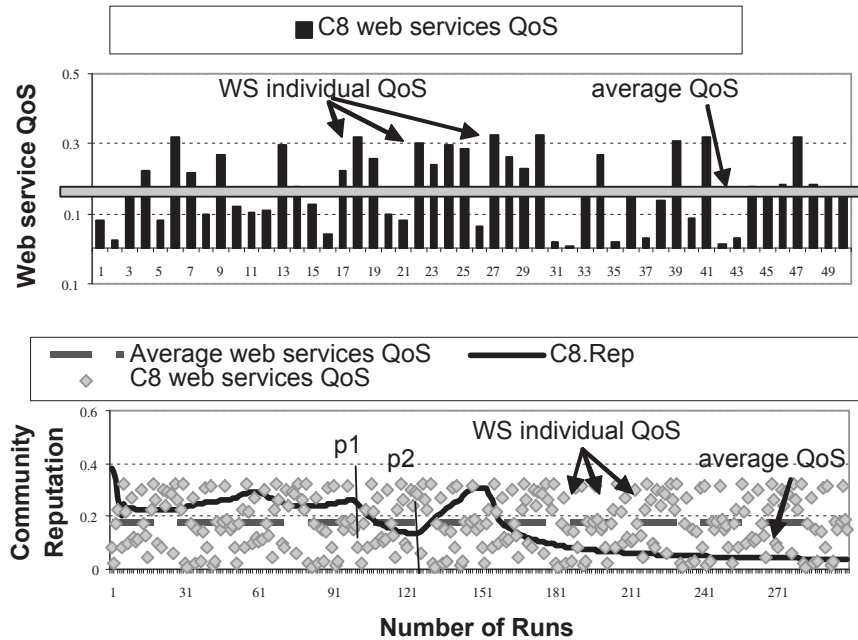 C8 web services QoS
WS individual QoS
average QoS
Web service QoS
0.5
0.3
0.1
0.1
1 3 5 7 9 11 13 15 17 19 21 23 25 27 29 31 33 35 37 39 41 43 45 47 49
Average web services QoS
C8.Rep
C8 web services QoS
WS individual QoS
average QoS
p1
p2
Community
Reputation
0.6
0.4
0.2
0
1 31 61 91 121 151 181 211 241 271
Number of Runs